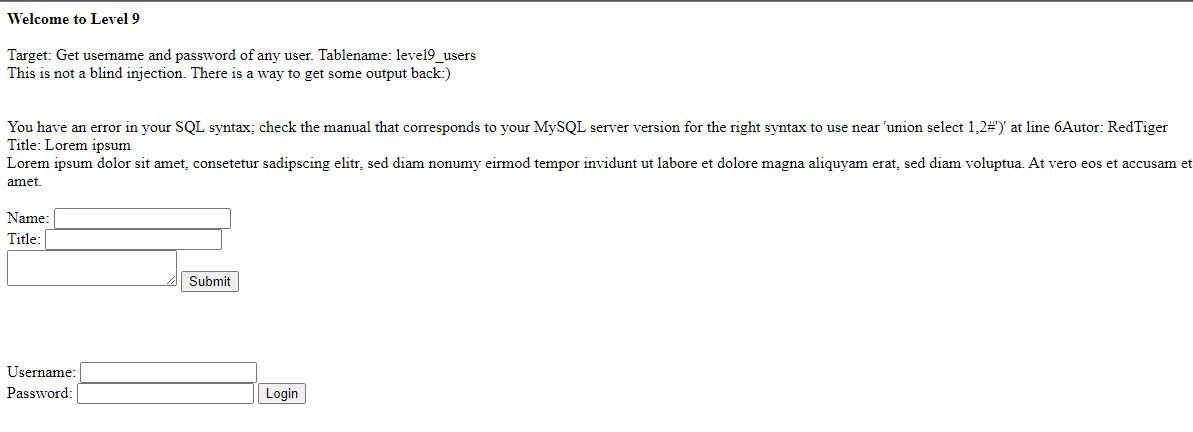 Welcome to Level 9
Target: Get username and password of any user. Tablename: level9_users
This is not a blind injection. There is a way to get some output back:)
You have an error in your SQL syntax; check the manual that corresponds to your MySQL server version for the right syntax to use near 'union select 1,2#')' at line 6Autor: RedTiger
Title: Lorem ipsum
Lorem ipsum dolor sit amet, consetetur sadipscing elitr, sed diam nonumy eirmod tempor invidunt ut labore et dolore magna aliquyam erat, sed diam voluptua. At vero eos et accusam et
amet.
Name:
Title:
Submit
Username:
Password:
Login